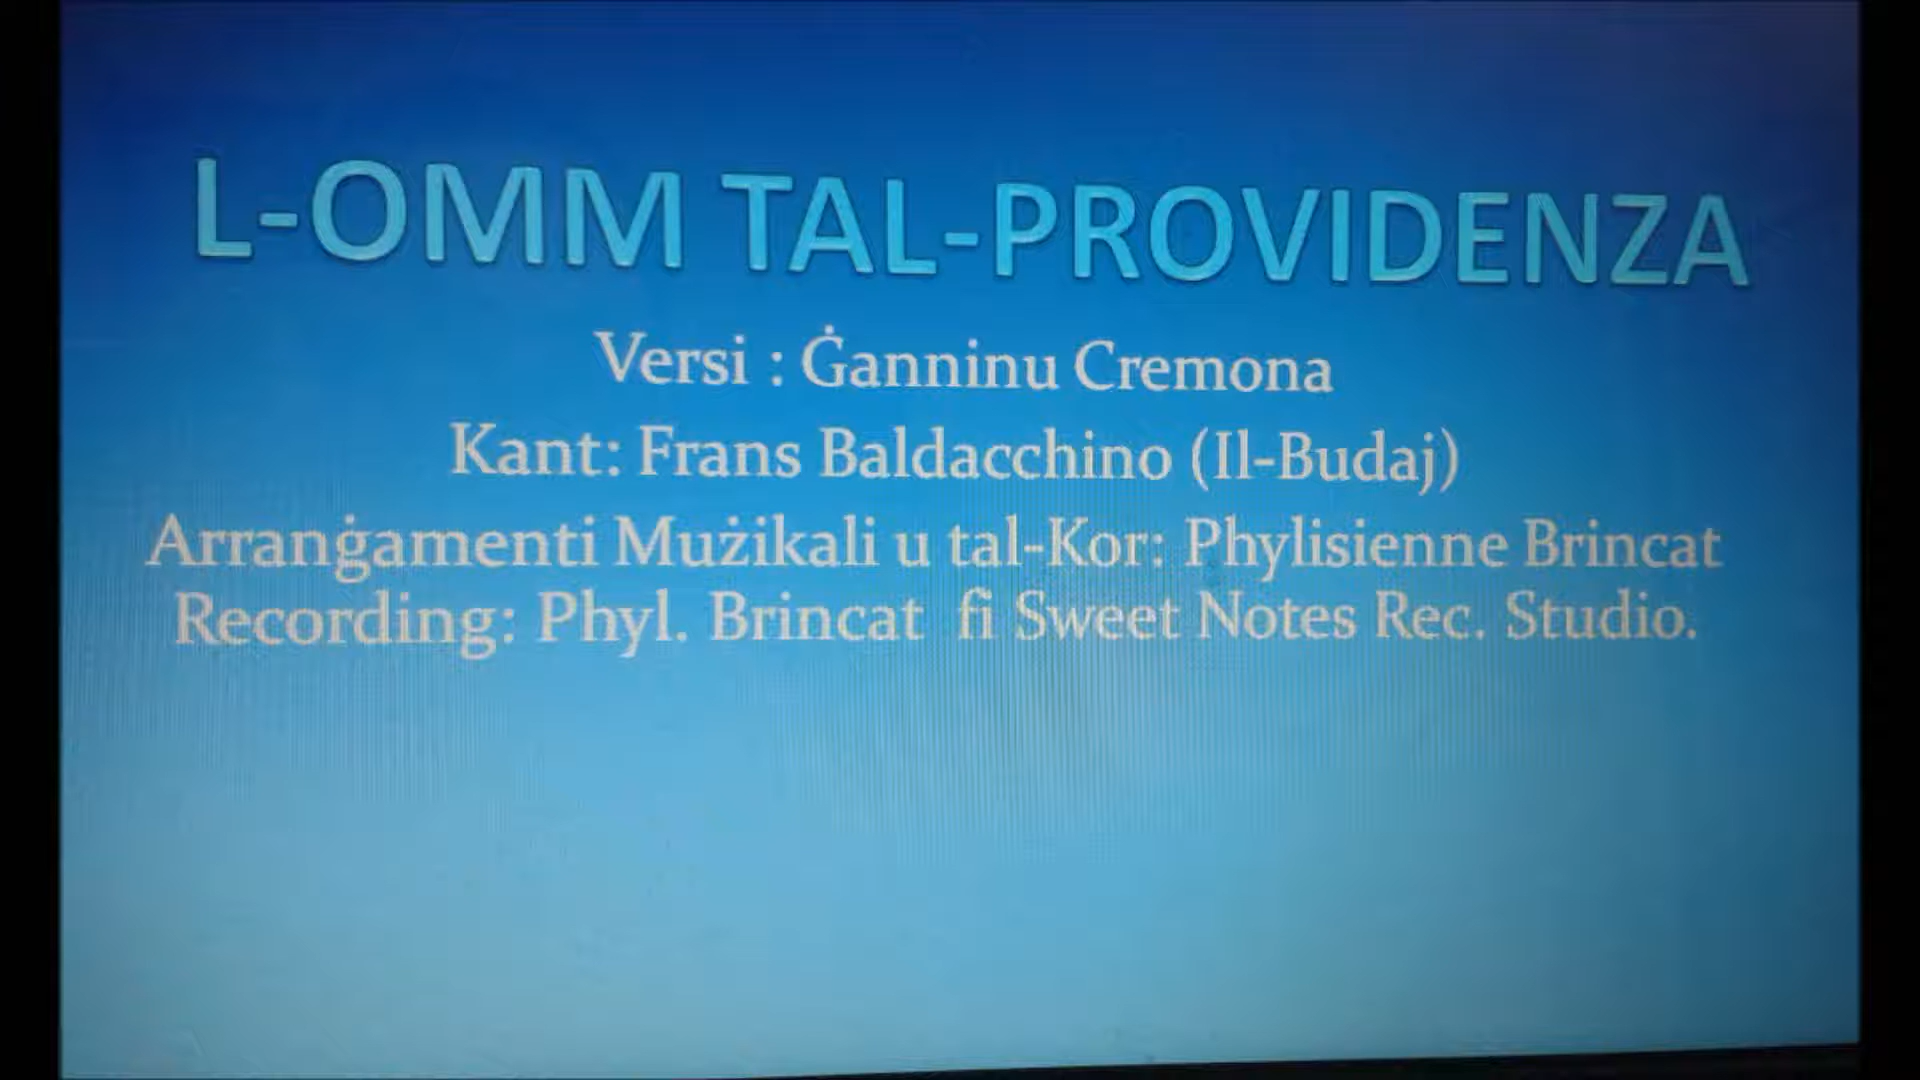 L-OMM TAL-PROVIDENZA
Versi : Ġanninu Cremona
Kant: Frans Baldacchino (Il-Budaj)
Arranġamenti Mużikali u tal-Kor: Phylisienne Brincat
Recording: Phyl. Brincat fi Sweet Notes Rec. Studio.